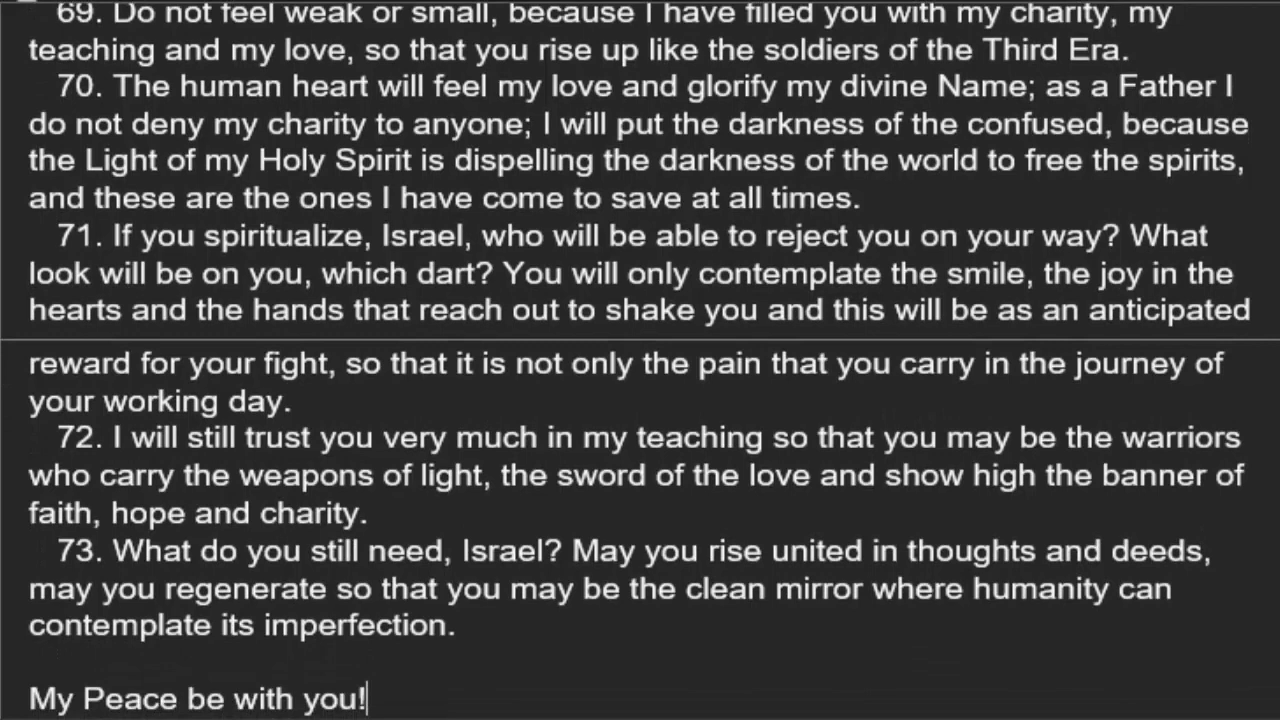 69. Do not feel weak or small, because I have filled you with my charity, my
teaching and my love, so that you rise up like the soldiers of the Third Era.
70. The human heart will feel my love and glorify my divine Name; as a Father I
do not deny my charity to anyone; I will put the darkness of the confused, because
the Light of my Holy Spirit is dispelling the darkness of the world to free the spirits,
and these are the ones I have come to save at all times.
71. If you spiritualize, Israel, who will be able to reject you on your way? What
look will be on you, which dart? You will only contemplate the smile, the joy in the
hearts and the hands that reach out to shake you and this will be as an anticipated
reward for your fight, so that it is not only the pain that you carry in the journey of
your working day.
72. I will still trust you very much in my teaching so that you may be the warriors
who carry the weapons of light, the sword of the love and show high the banner of
faith, hope and charity.
73. What do you still need, Israel? May you rise united in thoughts and deeds,
may you regenerate so that you may be the clean mirror where humanity can
contemplate its imperfection.
My Peace be with you!